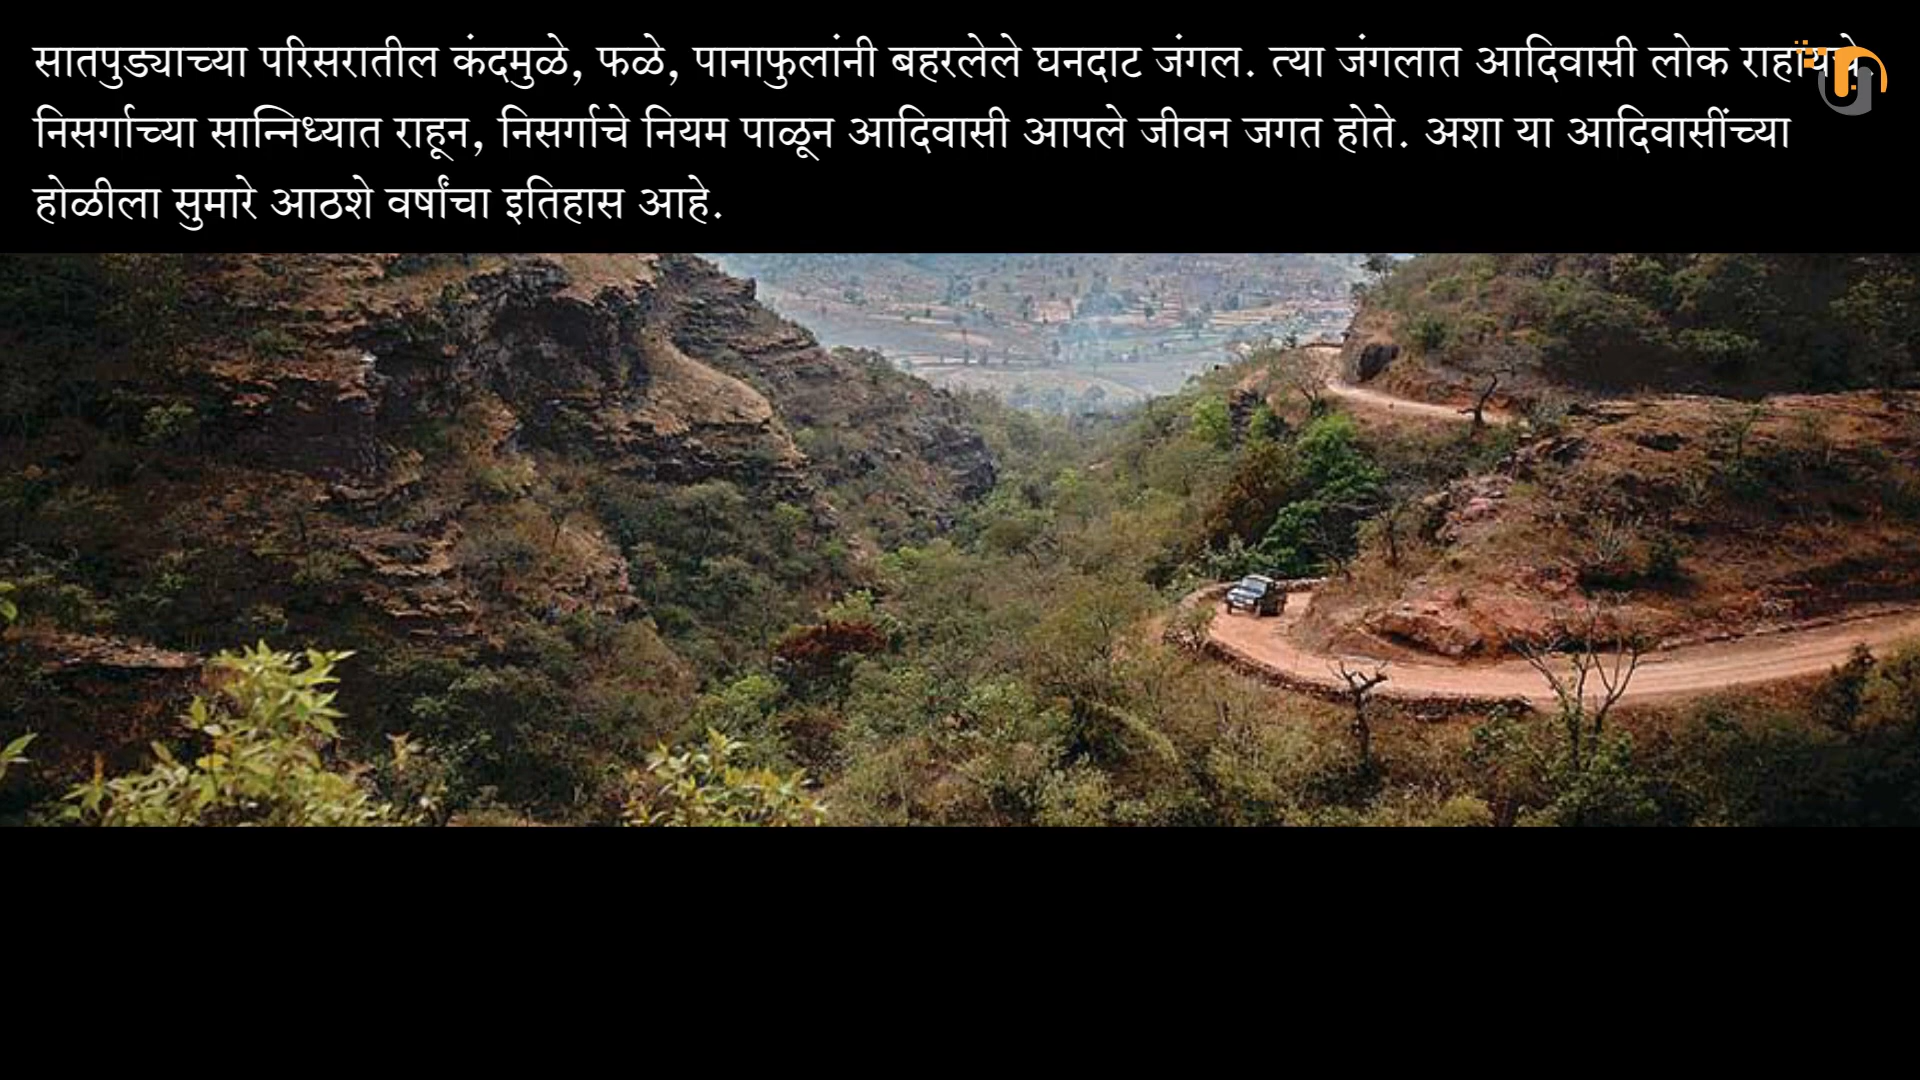 सातपुड्याच्या परिसरातील कंदमुळे, फळे, पानाफुलांनी बहरलेले घनदाट जंगल. त्या जंगलात आदिवासी लोक राहायचे.
निसर्गाच्या सान्निध्यात राहून, निसर्गाचे नियम पाळून आदिवासी आपले जीवन जगत होते. अशा या आदिवासींच्या
होळीला सुमारे आठशे वर्षांचा इतिहास आहे.